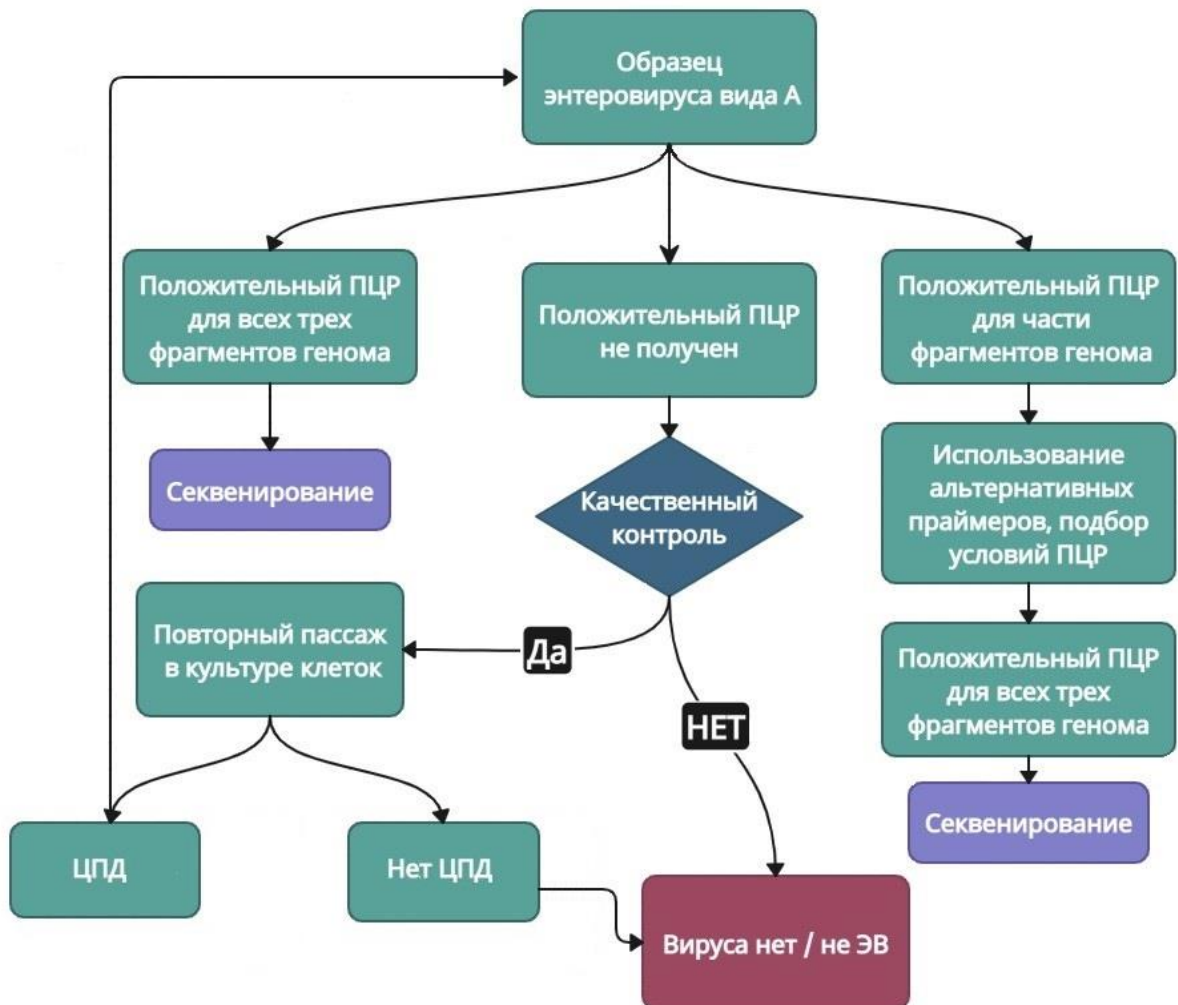 Образец
энтеровируса вида А
Положительный ПЦР
для всех трех
фрагментов генома
Положительный ПЦР
не получен
Положительный ПЦР
для части
фрагментов генома
Секвенирование
Качественный
контроль
Использование
альтернативных
праймеров, подбор
условий ПЦР
Повторный пассаж
в культуре клеток
Да
НЕТ
Положительный ПЦР
для всех трех
фрагментов генома
Секвенирование
ЦПД
Нет ЦПД
Вируса нет / не ЭВ